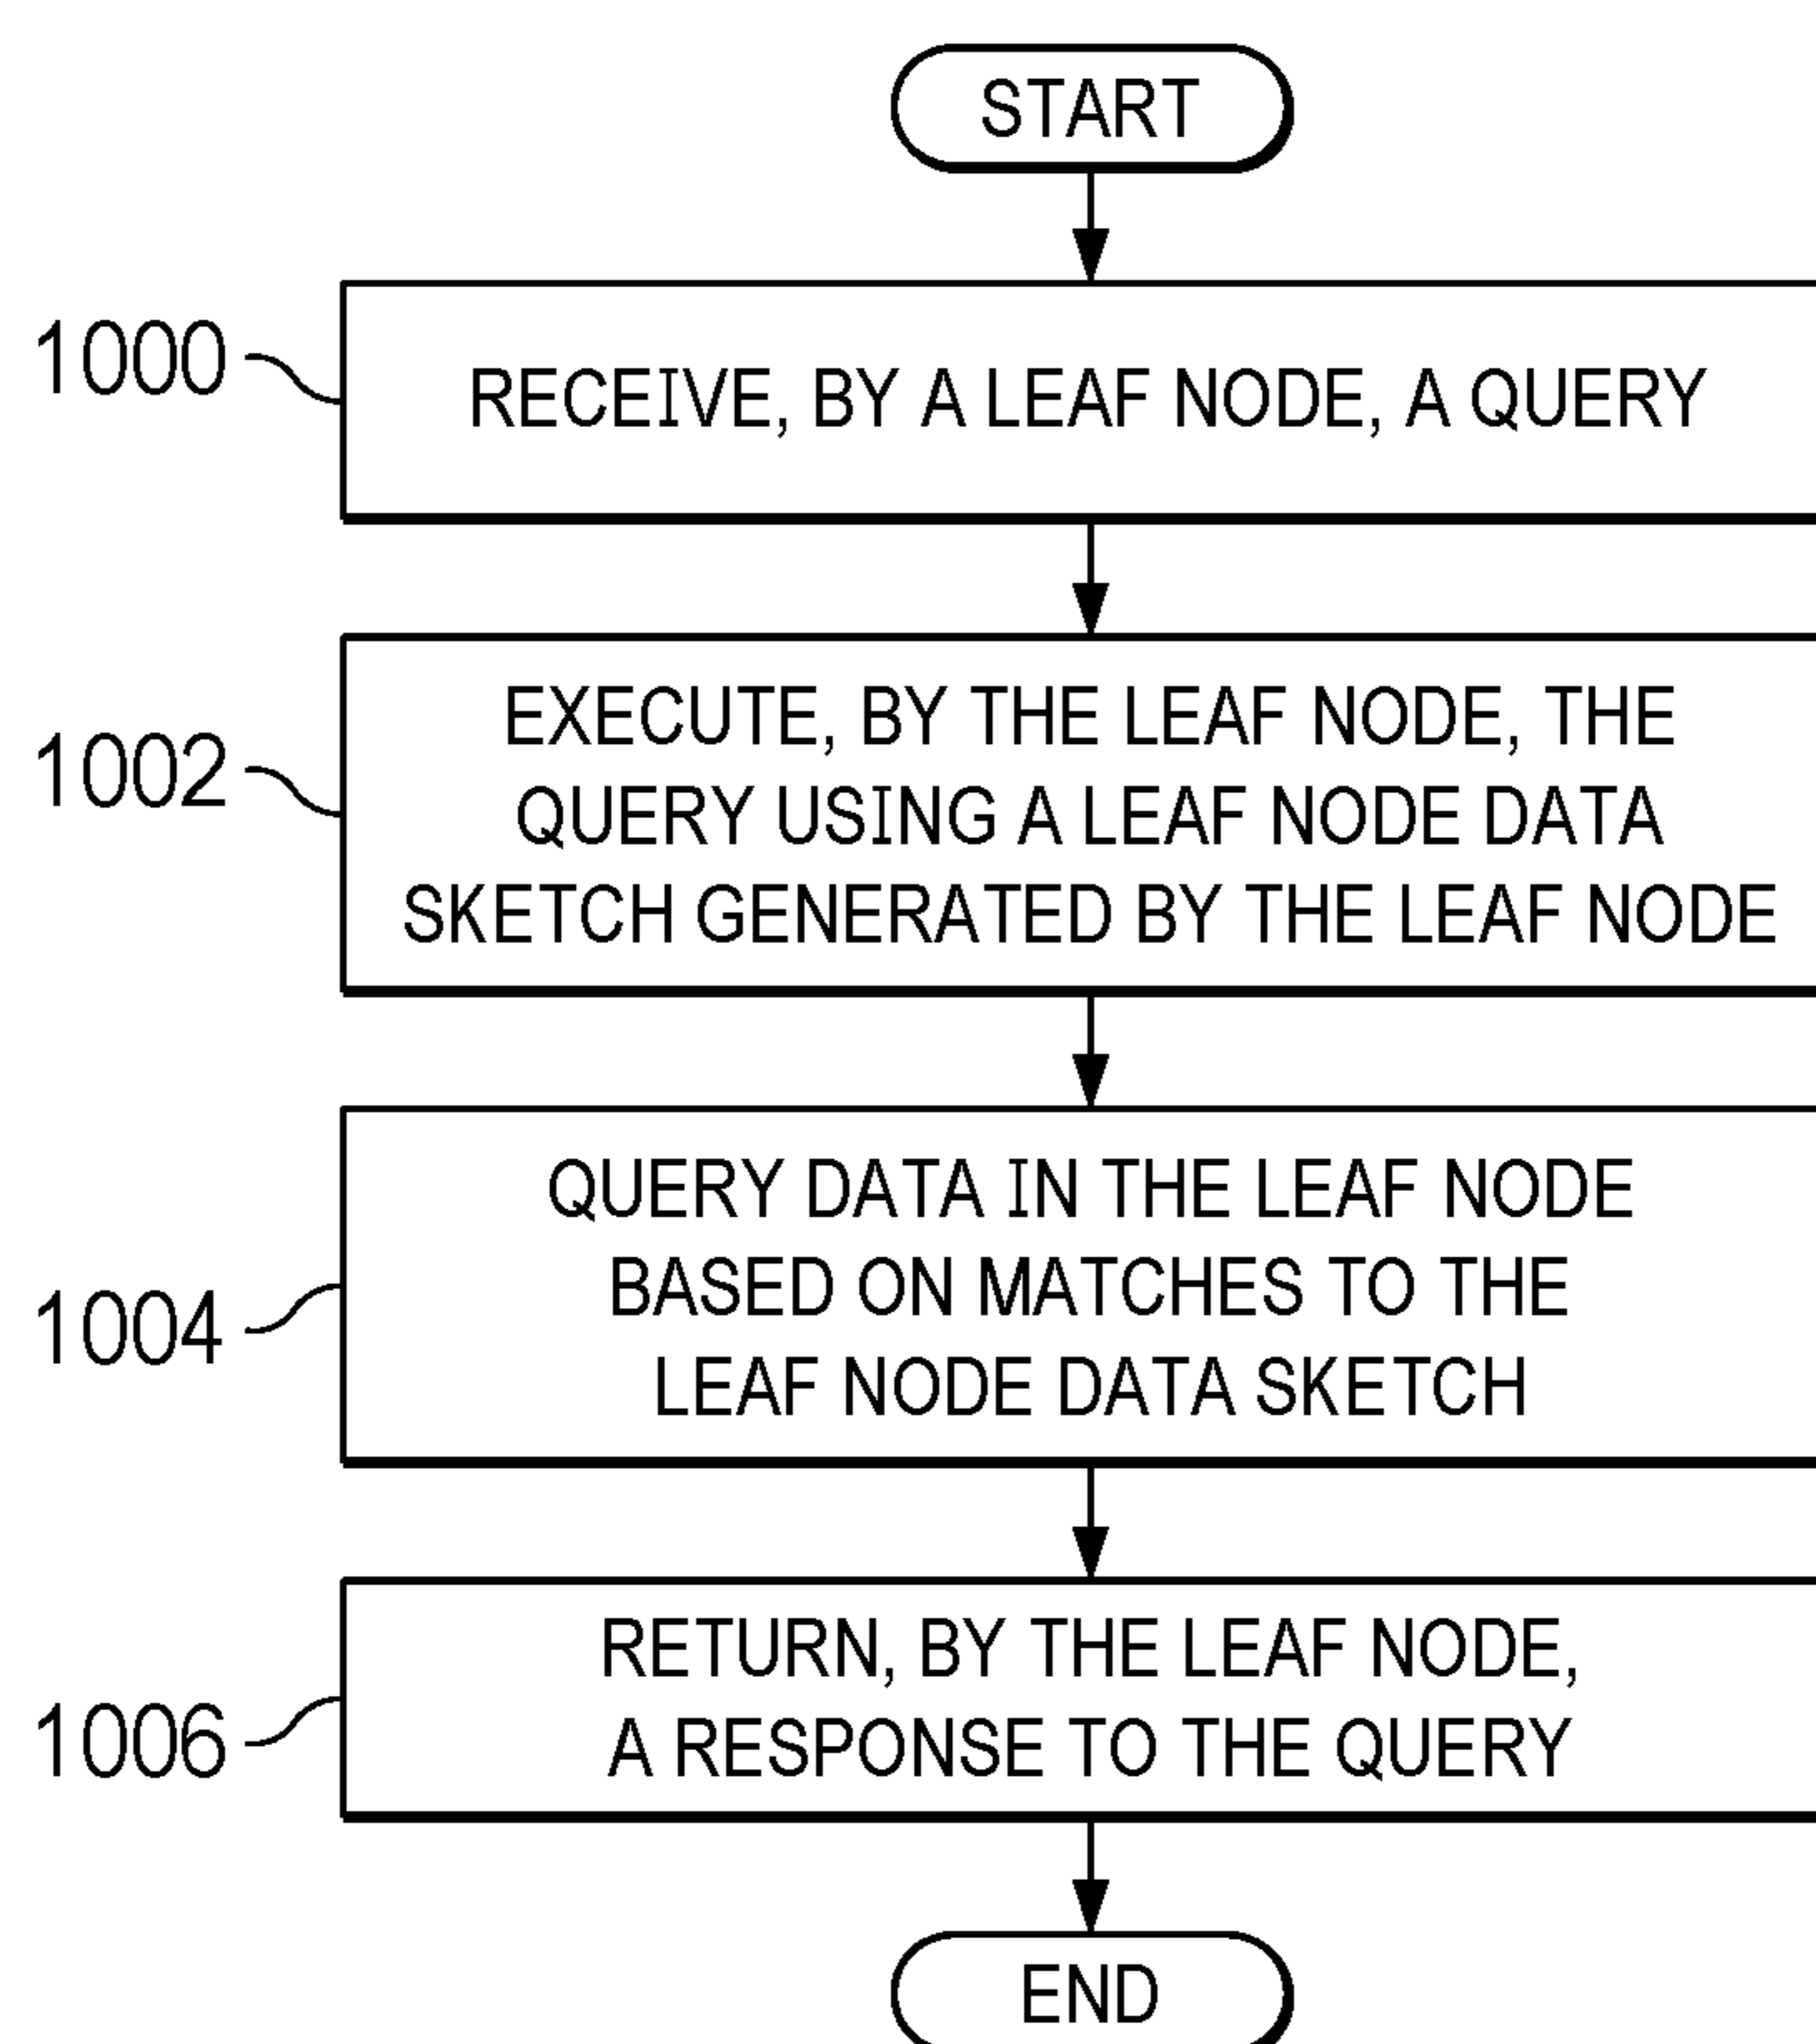 START
1000
RECEIVE, BY A LEAF NODE, A QUERY
1002
EXECUTE, BY THE LEAF NODE, THE
QUERY USING A LEAF NODE DATA
SKETCH GENERATED BY THE LEAF NODE
1004
QUERY DATA IN THE LEAF NODE
BASED ON MATCHES TO THE
LEAF NODE DATA SKETCH
1006
RETURN, BY THE LEAF NODE,
A RESPONSE TO THE QUERY
END